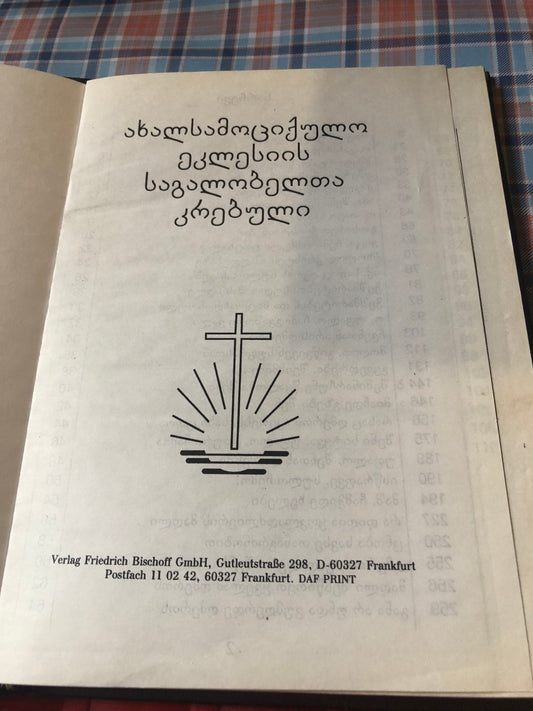 ახალსამოციქულო
ეკლესიის
საგალობელთა
კრებული
Verlag Friedrich Bischoff GmbH, Gutleutstraße 298, D-60327 Frankfurt
Postfach 11 02 42, 60327 Frankfurt. DAF PRINT